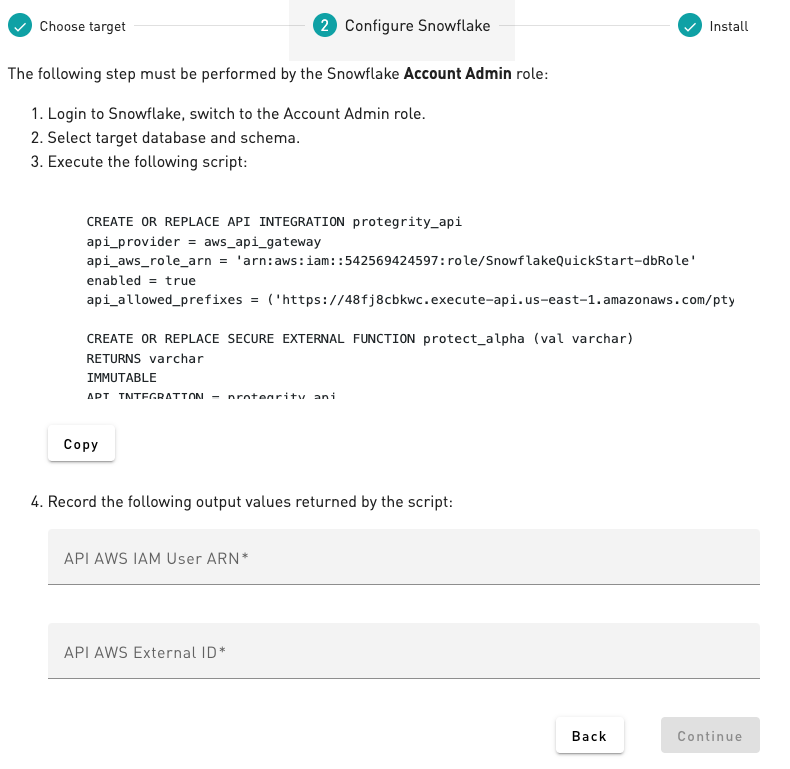 Choose target
2 Configure Snowflake
Install
The following step must be performed by the Snowflake Account Admin role:
1. Login to Snowflake, switch to the Account Admin role.
2. Select target database and schema.
3. Execute the following script:
CREATE OR REPLACE API INTEGRATION protegrity_api
api_provider = aws_api_gateway
api_aws_role_arn = 'arn:aws:iam::542569424597:role/SnowflakeQuickStart-dbRole'
enabled = true
api_allowed_prefixes = ('https://48fj8cbkwc.execute-api.us-east-1.amazonaws.com/pty
CREATE OR REPLACE SECURE EXTERNAL FUNCTION protect_alpha (val varchar)
RETURNS varchar
IMMUTABLE
API INTEGRATION = protegrity_api
Copy
4. Record the following output values returned by the script:
API AWS IAM User ARN*
API AWS External ID*
Back
Continue